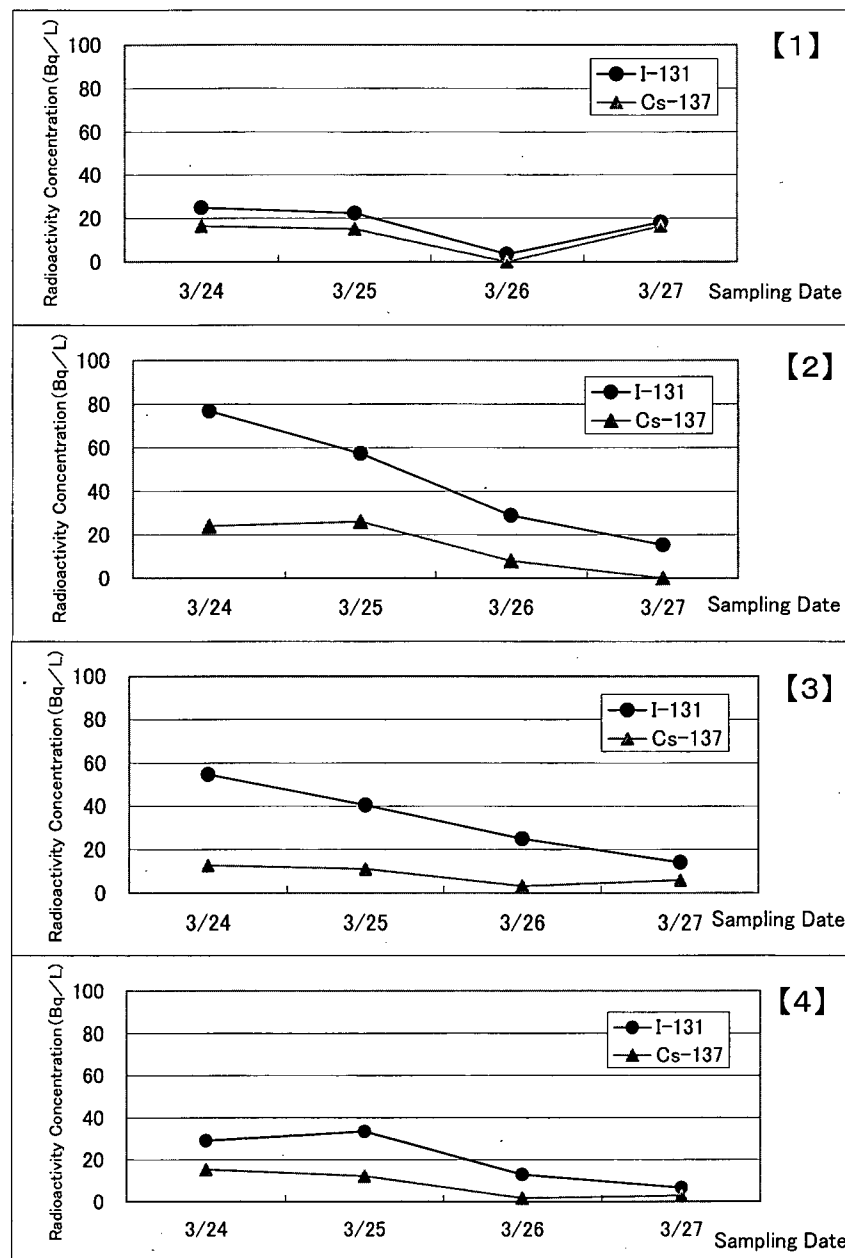 【1】
Radioactivity Concentration(Bq/L)
100
80
60
40
20
0
I-131
Cs-137
3/24 3/25 3/26 3/27 Sampling Date
【2】
Radioactivity Concentration(Bq/L)
100
80
60
40
20
0
I-131
Cs-137
3/24 3/25 3/26 3/27 Sampling Date
【3】
Radioactivity Concentration(Bq/L)
100
80
60
40
20
0
I-131
Cs-137
3/24 3/25 3/26 3/27 Sampling Date
【4】
Radioactivity Concentration(Bq/L)
100
80
60
40
20
0
I-131
Cs-137
3/24 3/25 3/26 3/27 Sampling Date